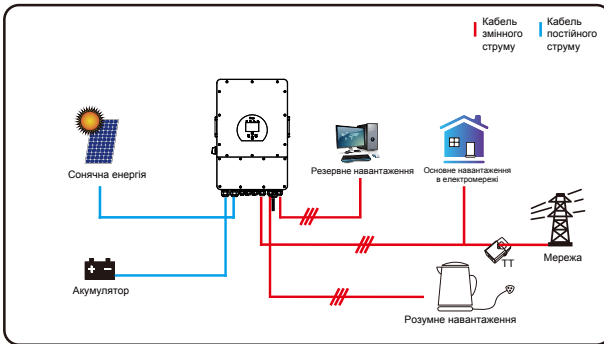 Кабель
змінного
струму
Кабель
постійного
струму
Сонячна енергія
Резервне навантаження
Основне навантаження
в електромережі
Мережа
ТТ
Акумулятор
Розумне навантаження